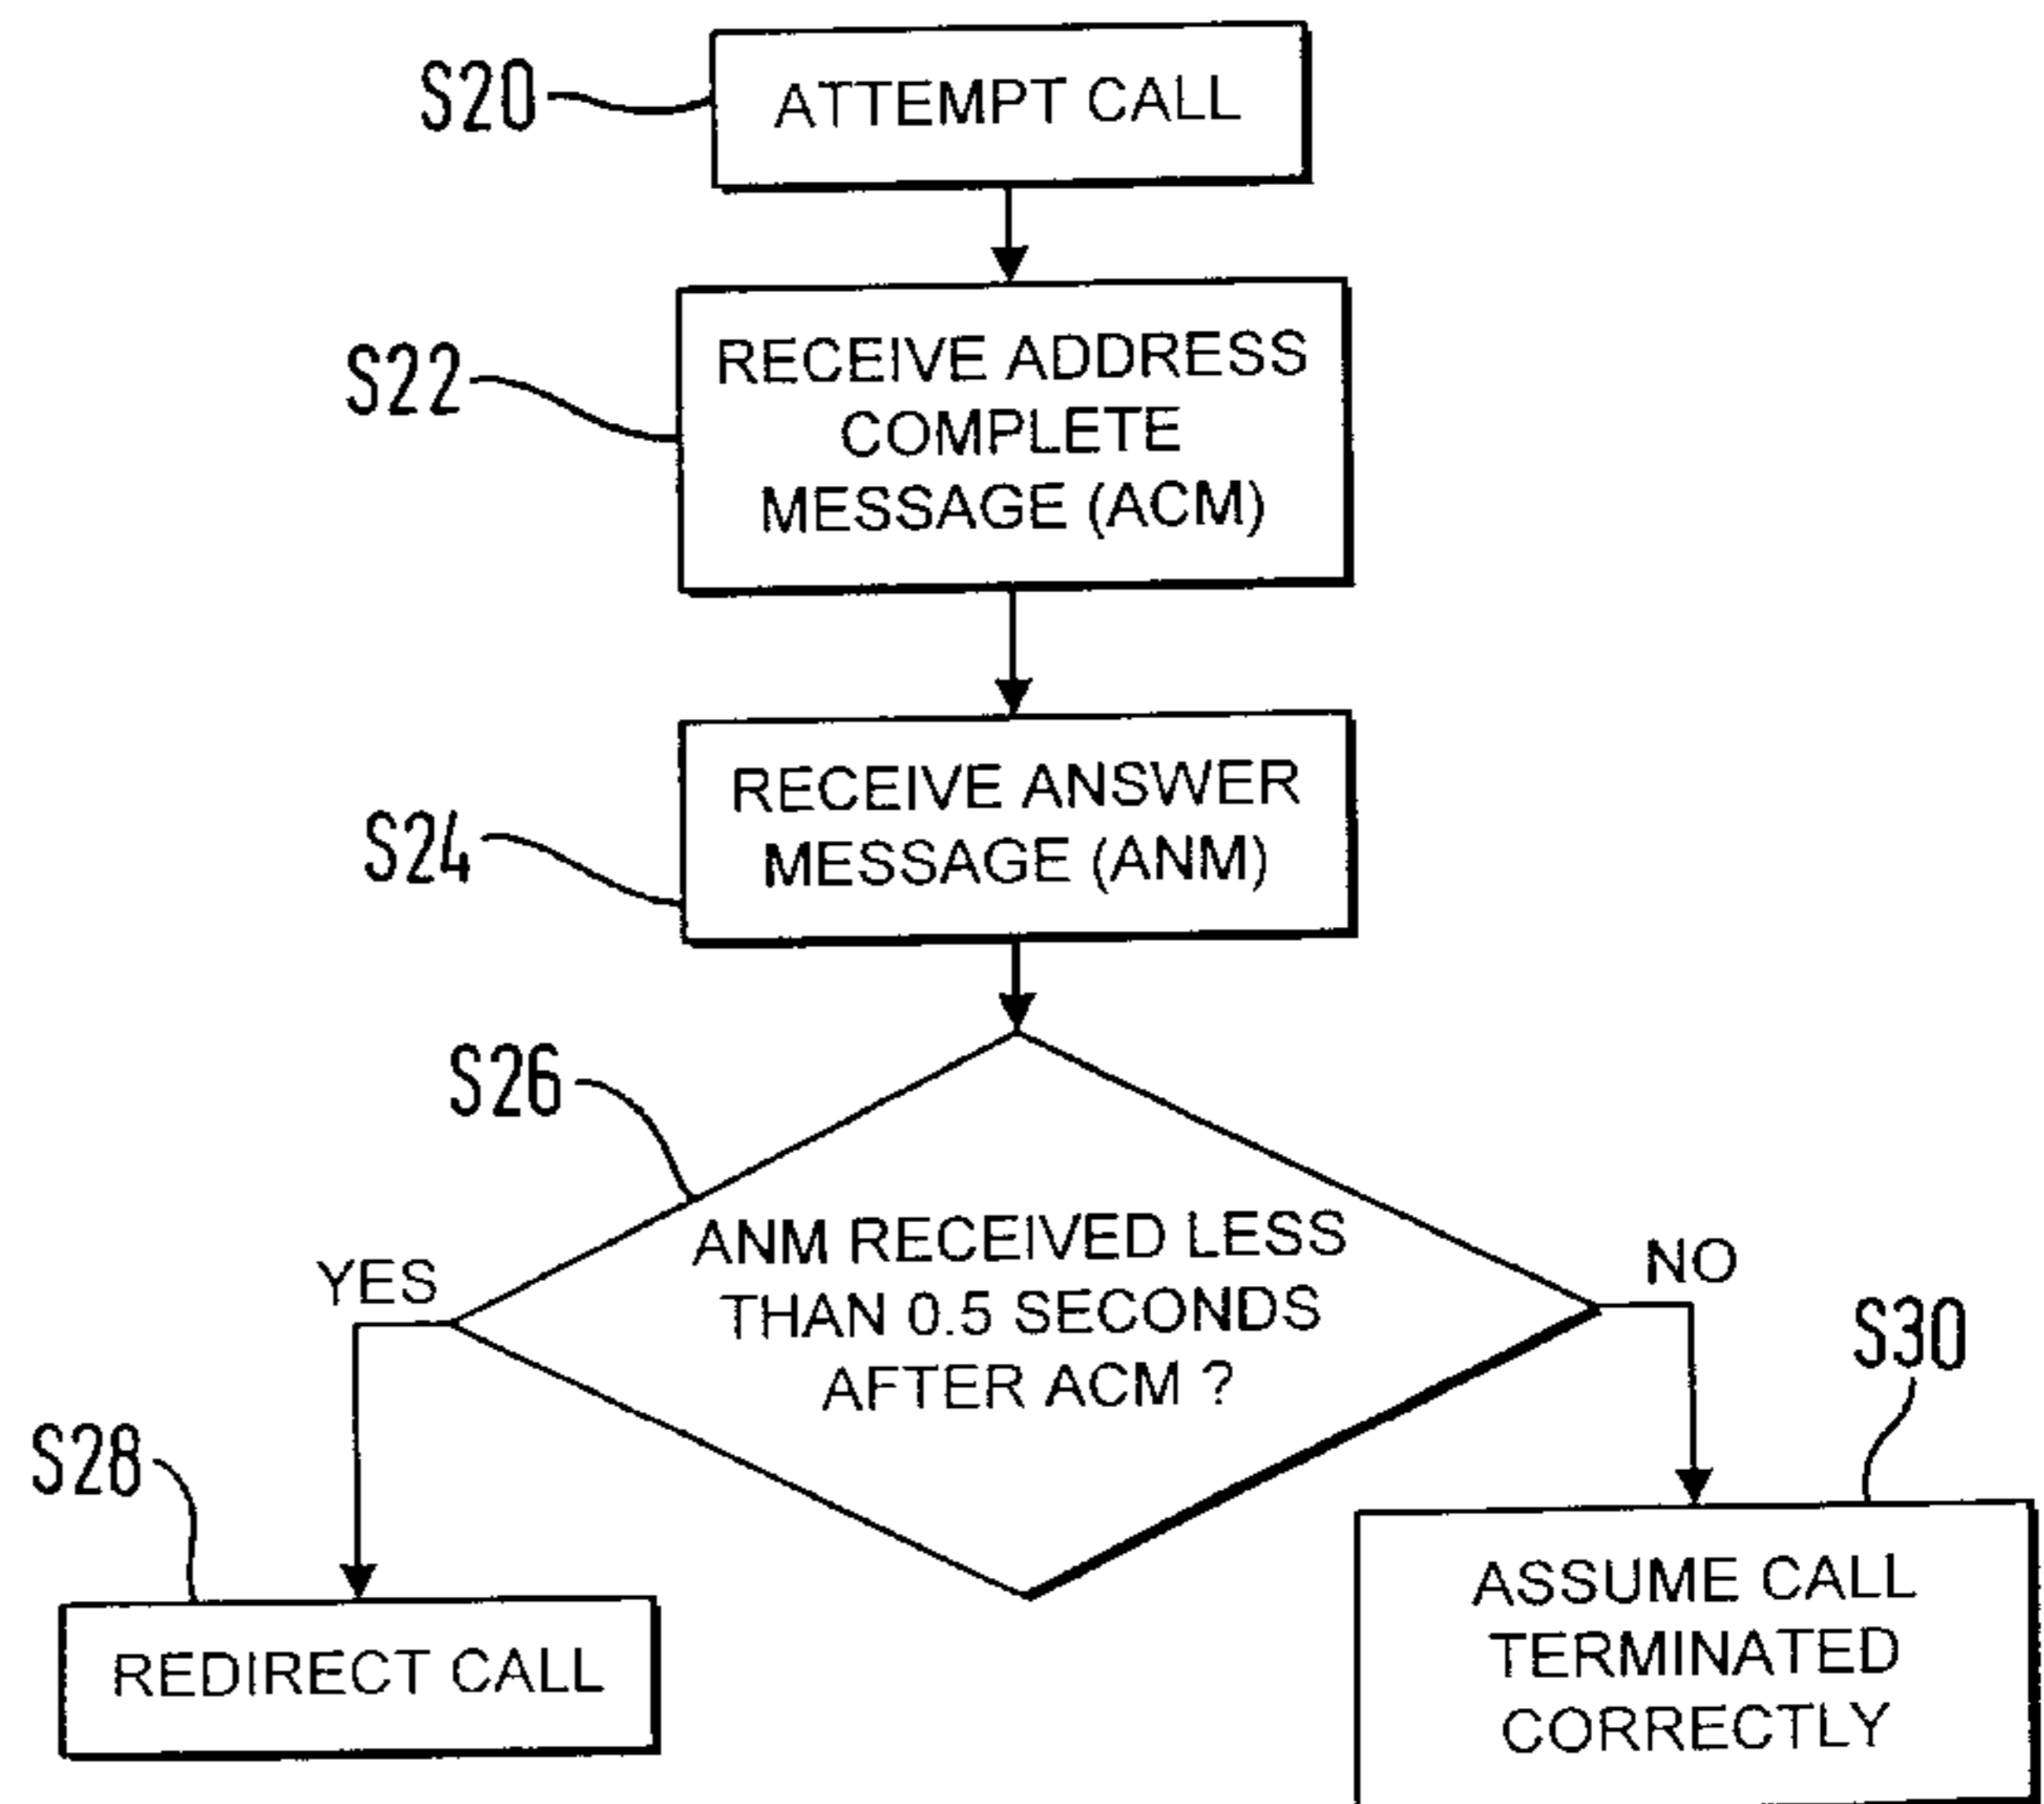 S20
ATTEMPT CALL
S22
RECEIVE ADDRESS
COMPLETE
MESSAGE (ACM)
S24
RECEIVE ANSWER
MESSAGE (ANM)
S26
ANM RECEIVED LESS
THAN 0.5 SECONDS
AFTER ACM ?
YES
NO
S28
REDIRECT CALL
S30
ASSUME CALL
TERMINATED
CORRECTLY